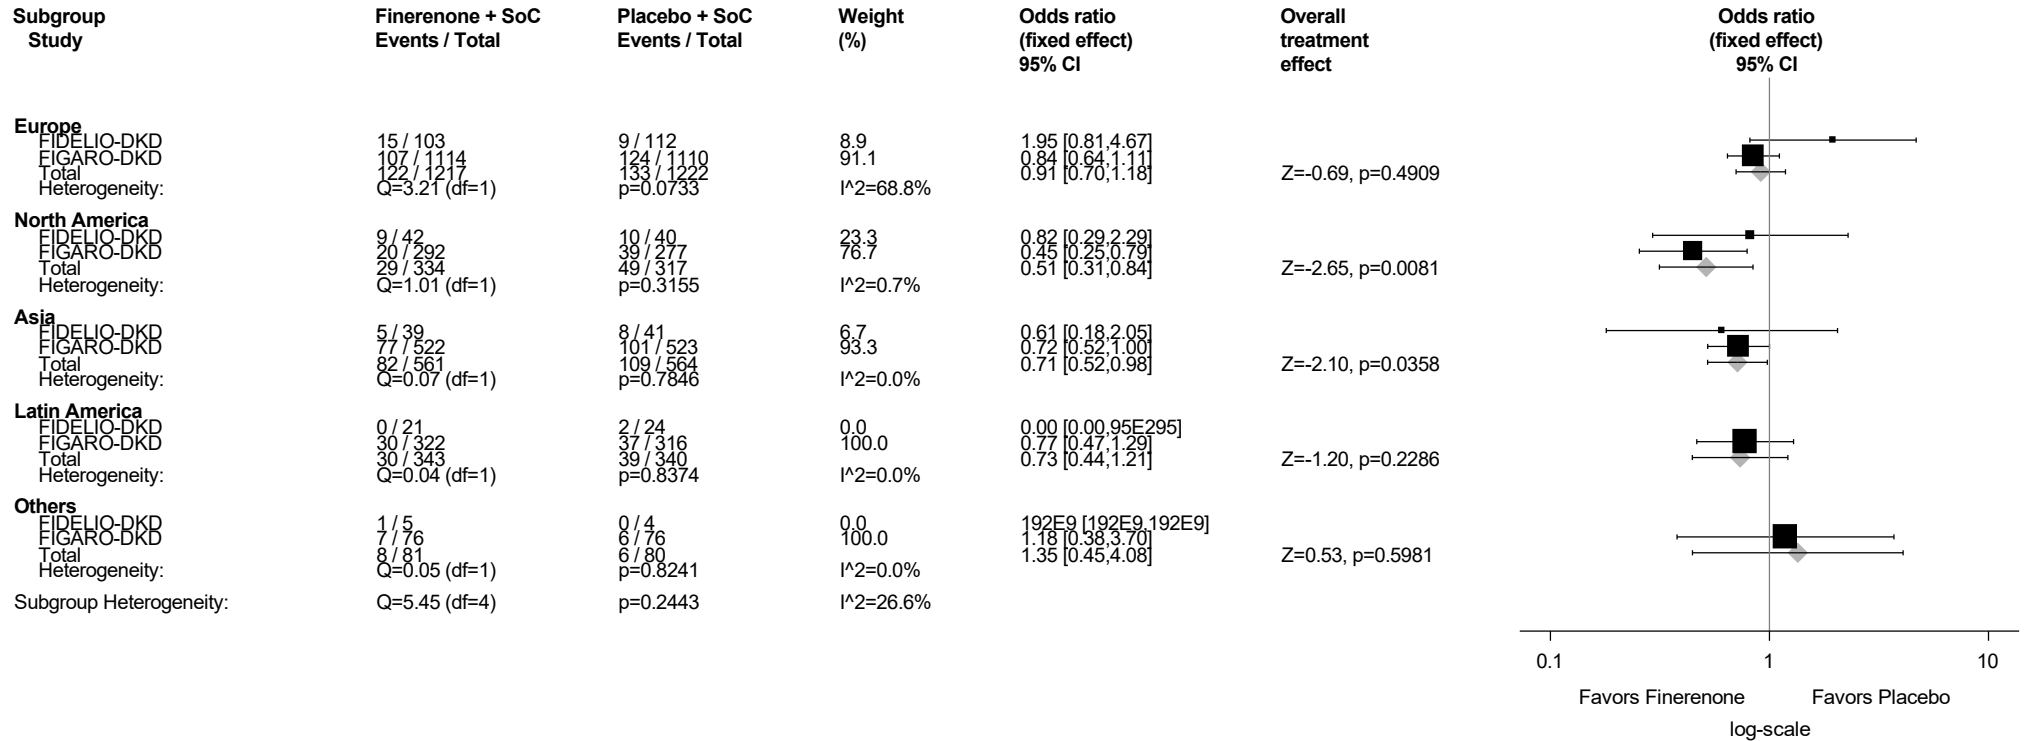 Subgroup Finerenone + SoC Placebo + SoC Weight Odds ratio Overall Odds ratio
Study Events / Total Events / Total (%) (fixed effect) treatment (fixed effect)
95% CI effect 95% CI
Europe
FIDELIO-DKD 15 / 103 9 / 112 8.9 1.95 [0.81,4.67]
FIGARO-DKD 107 / 1114 124 / 1110 91.1 0.84 [0.64,1.11]
Total 122 / 1217 133 / 1222 0.91 [0.70,1.18] Z=-0.69, p=0.4909
Heterogeneity: Q=3.21 (df=1) p=0.0733 I^2=68.8%
North America
FIDELIO-DKD 9 / 42 10 / 40 23.3 0.82 [0.29,2.29]
FIGARO-DKD 20 / 292 39 / 277 76.7 0.45 [0.25,0.79]
Total 29 / 334 49 / 317 0.51 [0.31,0.84] Z=-2.65, p=0.0081
Heterogeneity: Q=1.01 (df=1) p=0.3155 I^2=0.7%
Asia
FIDELIO-DKD 5 / 39 8 / 41 6.7 0.61 [0.18,2.05]
FIGARO-DKD 77 / 522 101 / 523 93.3 0.72 [0.52,1.00]
Total 82 / 561 109 / 564 0.71 [0.52,0.98] Z=-2.10, p=0.0358
Heterogeneity: Q=0.07 (df=1) p=0.7846 I^2=0.0%
Latin America
FIDELIO-DKD 0 / 21 2 / 24 0.0 0.00 [0.00,95E295]
FIGARO-DKD 30 / 322 37 / 316 100.0 0.77 [0.47,1.29]
Total 30 / 343 39 / 340 0.73 [0.44,1.21] Z=-1.20, p=0.2286
Heterogeneity: Q=0.04 (df=1) p=0.8374 I^2=0.0%
Others
FIDELIO-DKD 1 / 5 0 / 4 0.0 192E9 [192E9,192E9]
FIGARO-DKD 7 / 76 6 / 76 100.0 1.18 [0.38,3.70]
Total 8 / 81 6 / 80 1.35 [0.45,4.08] Z=0.53, p=0.5981
Heterogeneity: Q=0.05 (df=1) p=0.8241 I^2=0.0%
Subgroup Heterogeneity: Q=5.45 (df=4) p=0.2443 I^2=26.6%
0.1 1 10
Favors Finerenone Favors Placebo
log-scale